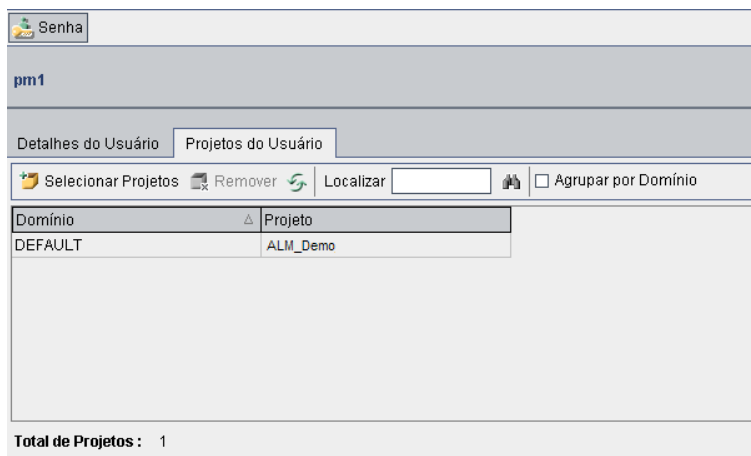 Senha
pm1
Detalhes do Usuário Projetos do Usuário
Selecionar Projetos Remover Localizar Agrupar por Domínio
Domínio Projeto
DEFAULT ALM_Demo
Total de Projetos : 1